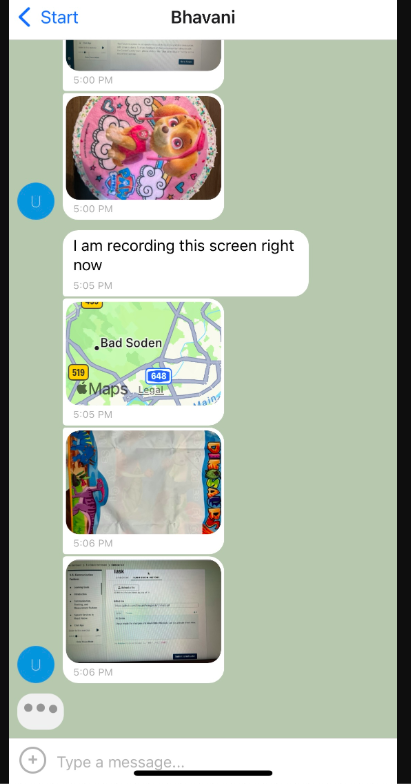 Start
Bhavani
5:00 PM
U
5:00 PM
I am recording this screen right
now
5:05 PM
Bad Soden
519
648
Maps
Legal
5:05 PM
5:06 PM
U
5:06 PM
Type a message...